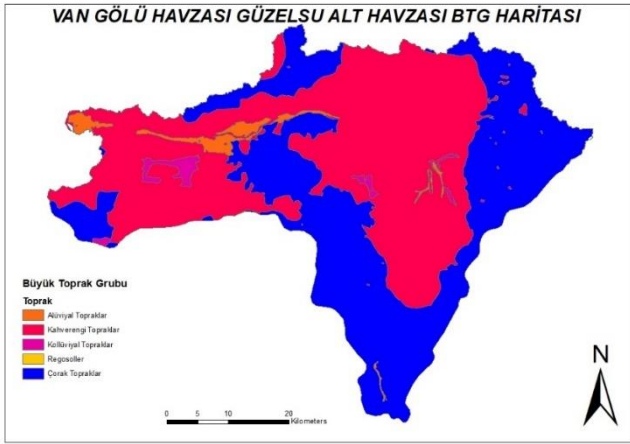 VAN GÖLÜ HAVZASI GÜZELSU ALT HAVZASI BTG HARİTASI
Büyük Toprak Grubu
Toprak
Alüviyal Topraklar
Kahverengi Topraklar
Kollüviyal Topraklar
Regosoller
Çorak Topraklar
0 5 10 20
Kilometers
N